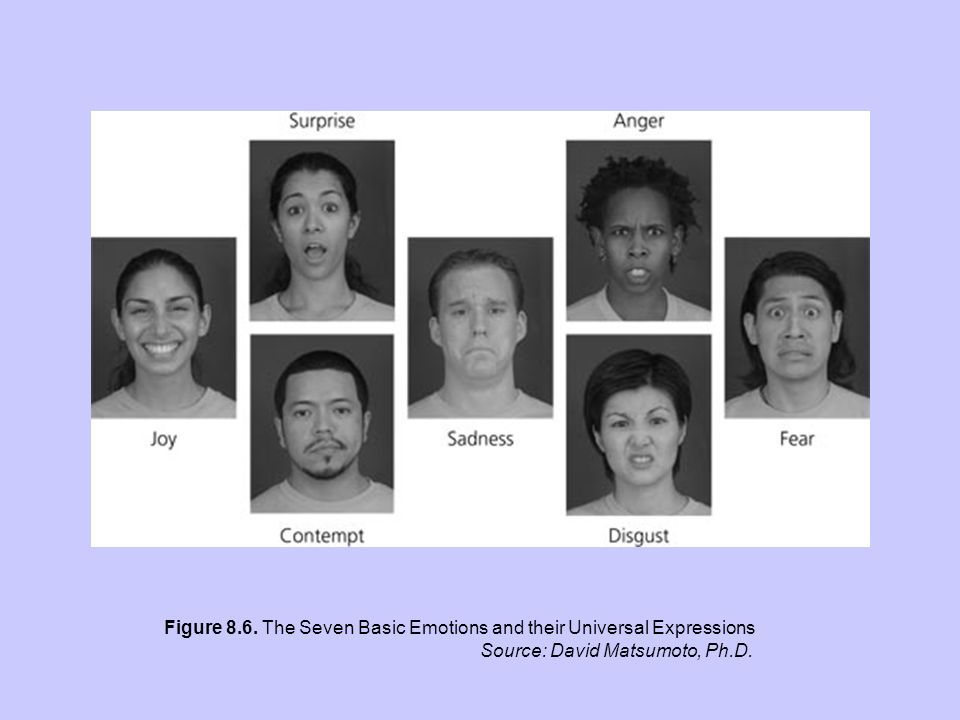 Surprise Anger
Joy Sadness Fear
Contempt Disgust
Figure 8.6. The Seven Basic Emotions and their Universal Expressions
Source: David Matsumoto, Ph.D.